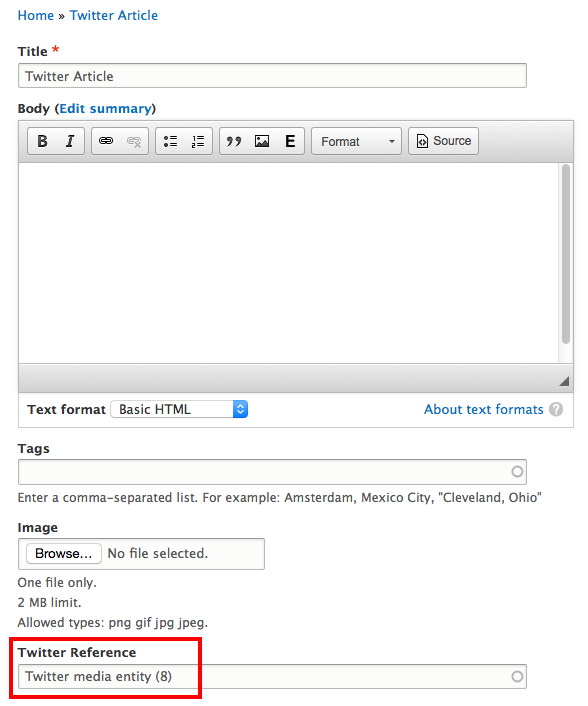 Home » Twitter Article
Title *
Twitter Article
Body (Edit summary)
B I E Format Source
Text format Basic HTML About text formats ?
Tags
Enter a comma-separated list. For example: Amsterdam, Mexico City, "Cleveland, Ohio"
Image
Browse... No file selected.
One file only.
2 MB limit.
Allowed types: png gif jpg jpeg.
Twitter Reference
Twitter media entity (8)